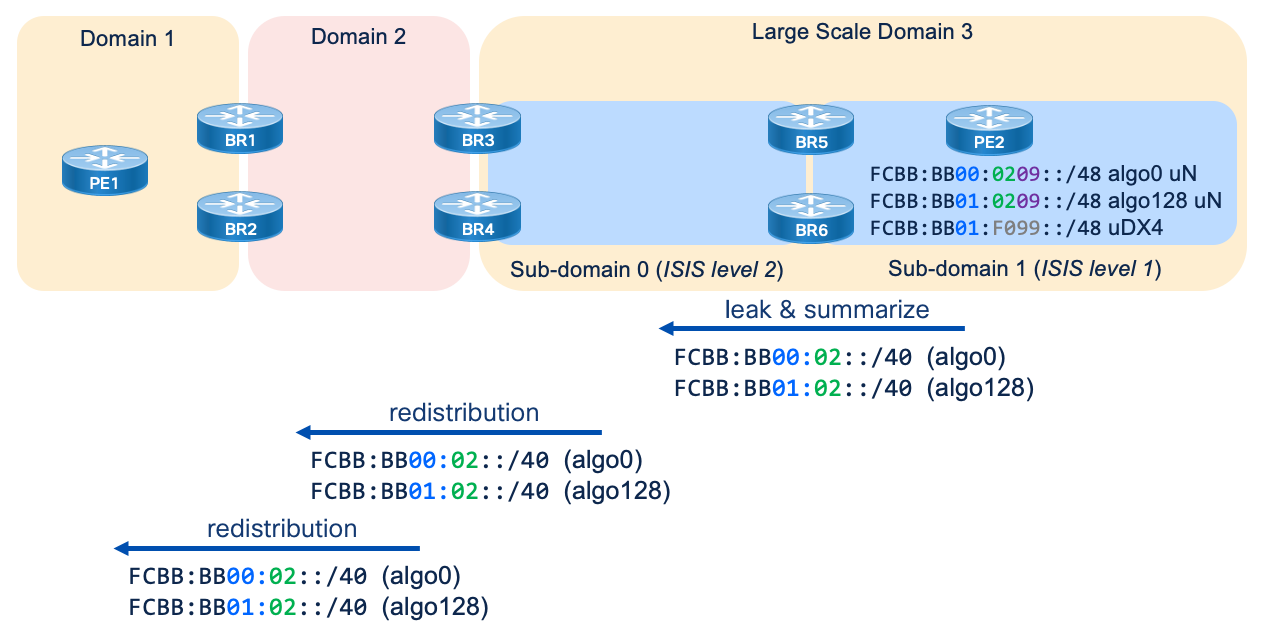 Domain 1
Domain 2
Large Scale Domain 3
BR1
BR3
BR5
PE2
PE1
FCBB:BB00:0209::/48 algo0 uN
FCBB:BB01:0209::/48 algo128 uN
FCBB:BB01:F099::/48 uDX4
BR2
BR4
BR6
Sub-domain 0 (ISIS level 2)
Sub-domain 1 (ISIS level 1)
leak & summarize
FCBB:BB00:02::/40 (algo0)
FCBB:BB01:02::/40 (algo128)
redistribution
FCBB:BB00:02::/40 (algo0)
FCBB:BB01:02::/40 (algo128)
redistribution
FCBB:BB00:02::/40 (algo0)
FCBB:BB01:02::/40 (algo128)